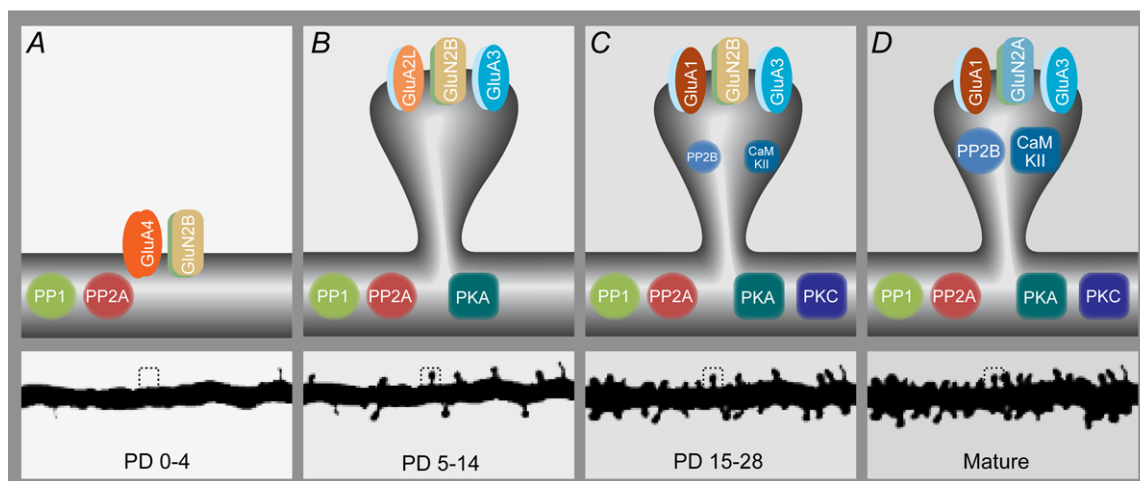 A
GluA4
GluN2B
PP1
PP2A
PD 0-4
B
GluA2L
GluN2B
GluA3
PP1
PP2A
PKA
PD 5-14
C
GluA1
GluN2B
GluA3
PP2B
CaM
KII
PP1
PP2A
PKA
PKC
PD 15-28
D
GluA1
GluN2A
GluA3
PP2B
CaM
KII
PP1
PP2A
PKA
PKC
Mature